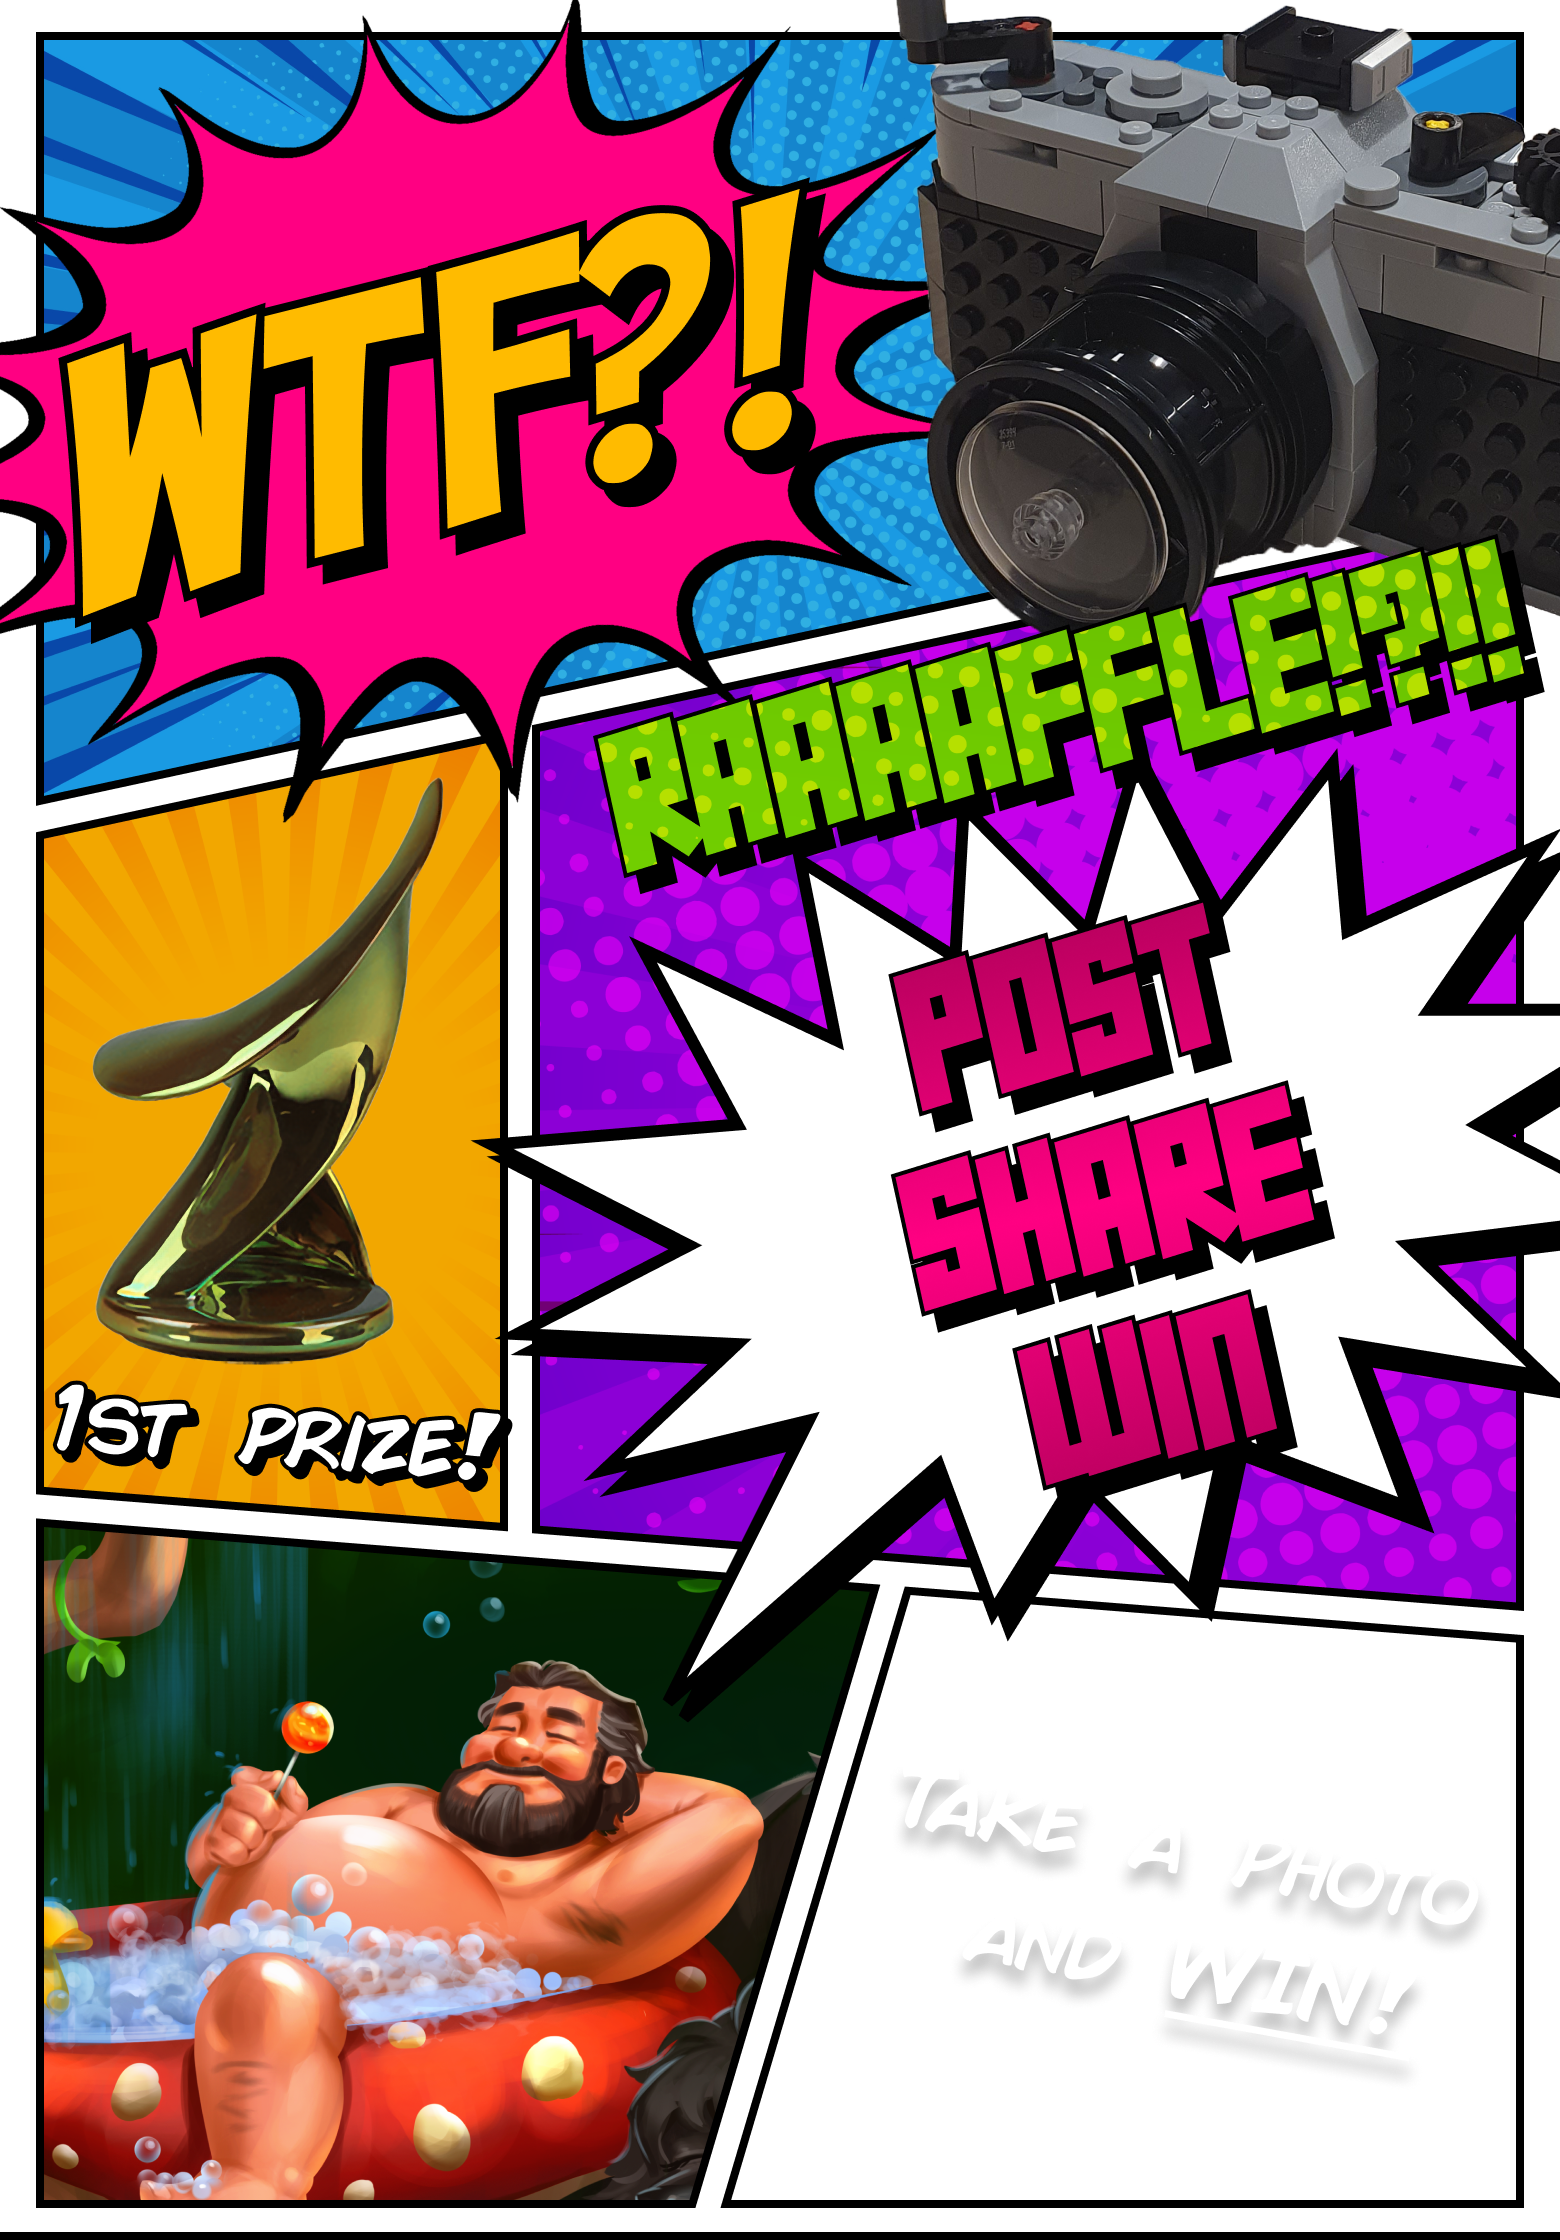 WTF?!
RAAAAFFLE!?!!
POST
SHARE
WIN
1ST PRIZE!
TAKE A PHOTO
AND WIN!